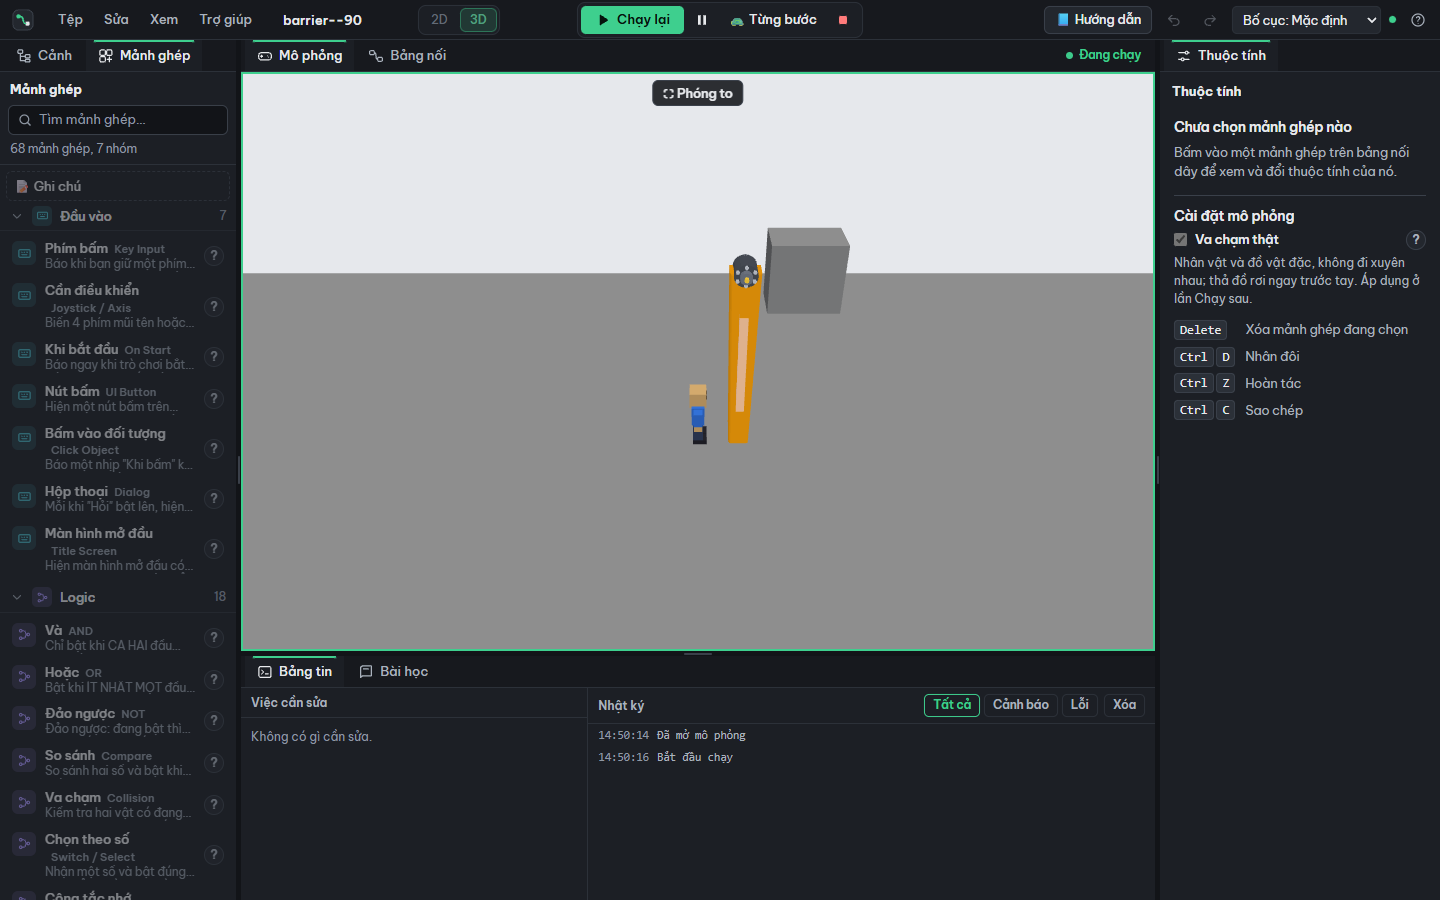 Tệp Sửa Xem Trợ giúp barrier--90 2D 3D Chạy lại Từng bước Hướng dẫn Bố cục: Mặc định
Cảnh Mảnh ghép
Mảnh ghép
Tìm mảnh ghép...
68 mảnh ghép, 7 nhóm
Ghi chú
Đầu vào 7
Phím bấm Key Input
Báo khi bạn giữ một phím...
Cần điều khiển
Joystick / Axis
Biến 4 phím mũi tên hoặc...
Khi bắt đầu On Start
Báo ngay khi trò chơi bắt...
Nút bấm UI Button
Hiện một nút bấm trên...
Bấm vào đối tượng
Click Object
Báo một nhịp "Khi bấm" k...
Hộp thoại Dialog
Mỗi khi "Hỏi" bật lên, hiện...
Màn hình mở đầu
Title Screen
Hiện màn hình mở đầu có...
Logic 18
Và AND
Chỉ bật khi CA HAI đầu...
Hoặc OR
Bật khi ÍT NHẤT MỘT đầu...
Đảo ngược NOT
Đảo ngược: đang bật thì...
So sánh Compare
So sánh hai số và bật khi...
Va chạm Collision
Kiểm tra hai vật có đang...
Chọn theo số
Switch / Select
Nhận một số và bật đúng...
Công tắc nhớ
Mô phỏng Bảng nối Đang chạy
Phóng to
Bảng tin Bài học
Việc cần sửa
Không có gì cần sửa.
Nhật ký Tất cả Cảnh báo Lỗi Xóa
14:50:14 Đã mở mô phỏng
14:50:16 Bắt đầu chạy
Thuộc tính
Thuộc tính
Chưa chọn mảnh ghép nào
Bấm vào một mảnh ghép trên bảng nối
dây để xem và đổi thuộc tính của nó.
Cài đặt mô phỏng
Va chạm thật ?
Nhân vật và đồ vật đặc, không đi xuyên
nhau; thả đồ rơi ngay trước tay. Áp dụng ở
lần Chạy sau.
Delete Xóa mảnh ghép đang chọn
Ctrl D Nhân đôi
Ctrl Z Hoàn tác
Ctrl C Sao chép